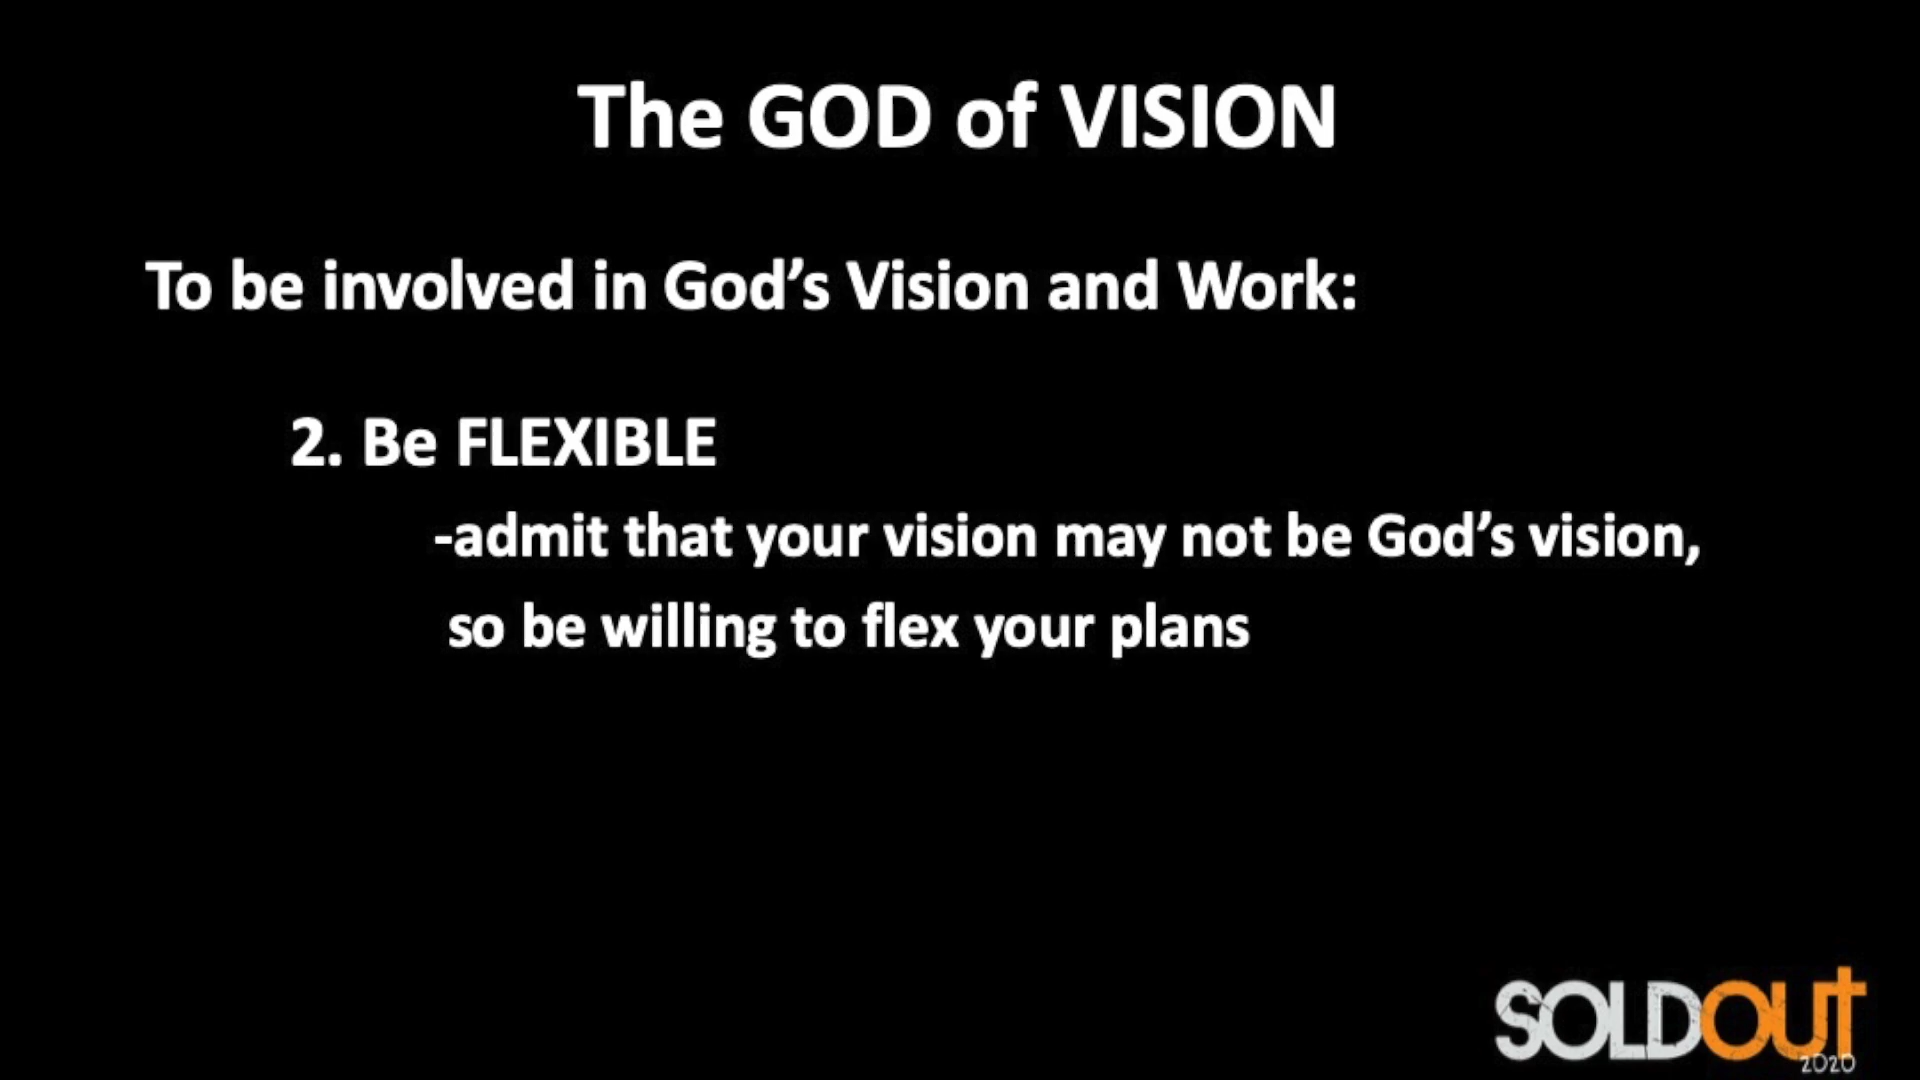 The GOD of VISION
To be involved in God’s Vision and Work:
2. Be FLEXIBLE
-admit that your vision may not be God’s vision,
so be willing to flex your plans
SOLDOUt
2020